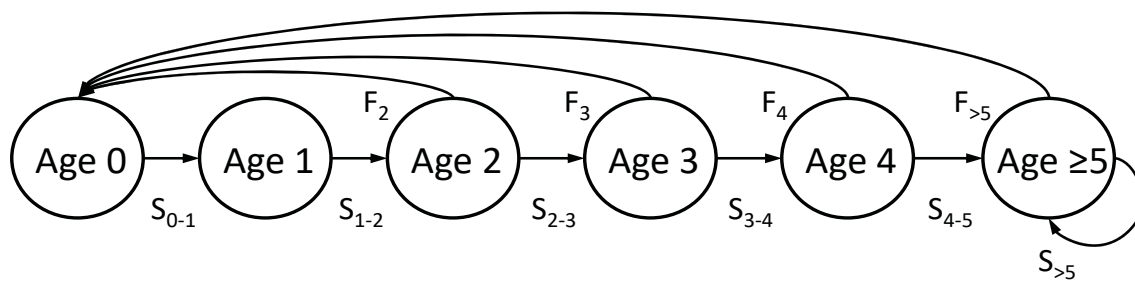 F₂ F₃ F₄ F>₅
Age 0 Age 1 Age 2 Age 3 Age 4 Age ≥5
S₀₋₁ S₁₋₂ S₂₋₃ S₃₋₄ S₄₋₅
S>₅